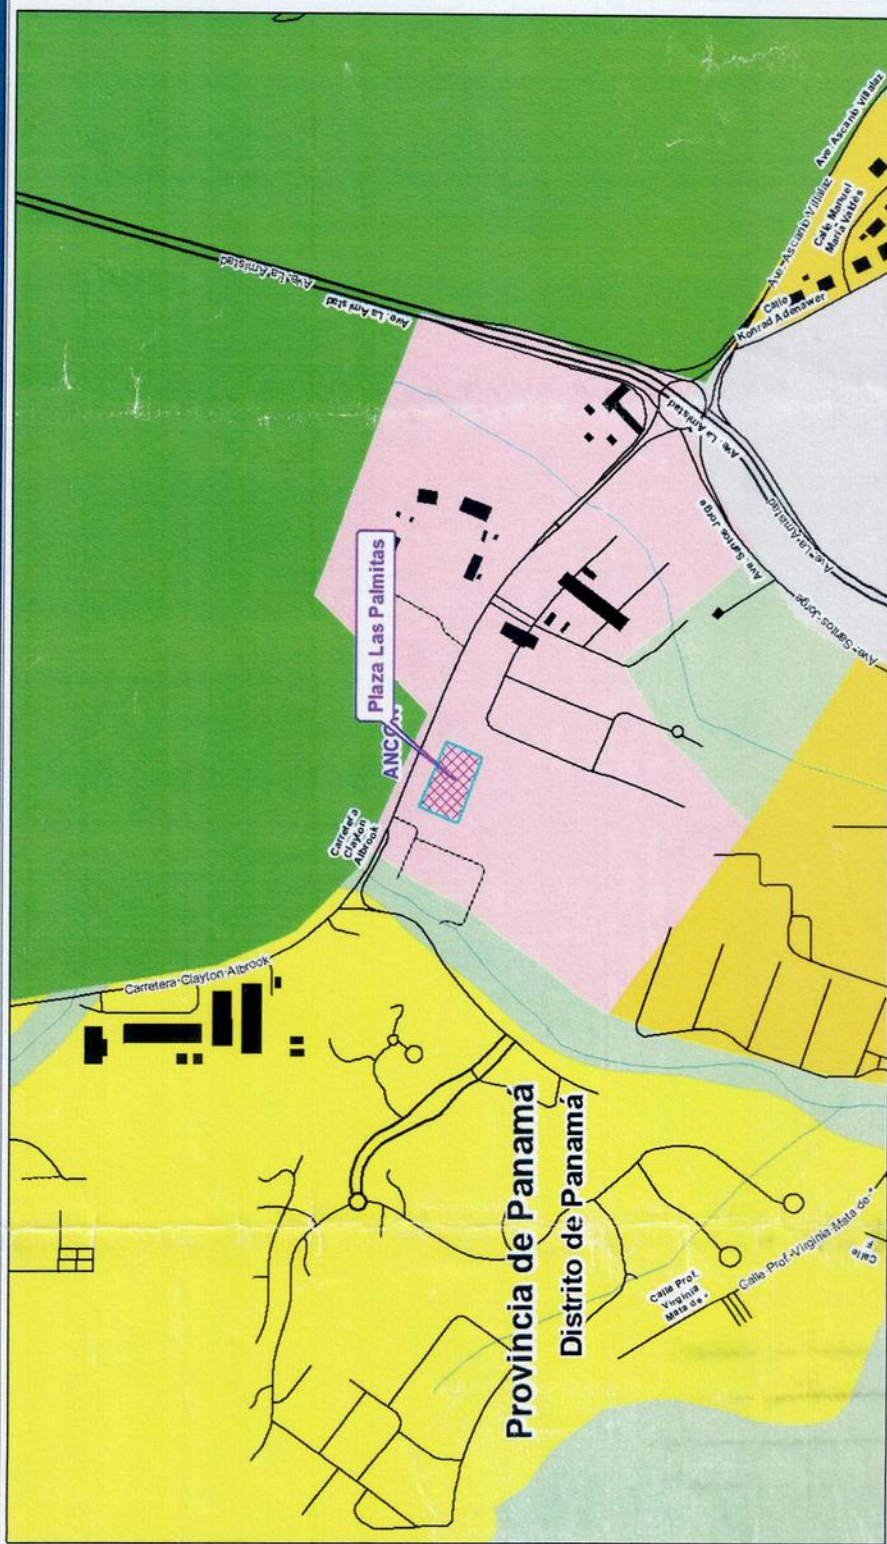 Ave. La Amistad
Ave. La Amistad
Ave. Ascanio Villalaz
Ave. Ascanio Villalaz
Calle Manuel
María Valdés
Calle
Konrad Adenawer
Ave. La Amistad
Ave. La Amistad
Ave. Santos Jorge
Ave. Santos Jorge
Plaza Las Palmitas
Carretera
Clayton
Albrook
Carretera Clayton Albrook
Provincia de Panamá
Distrito de Panamá
Calle Prof.
Virginia
Mata de *
Calle Prof. Virginia Mata de *
Calle
F